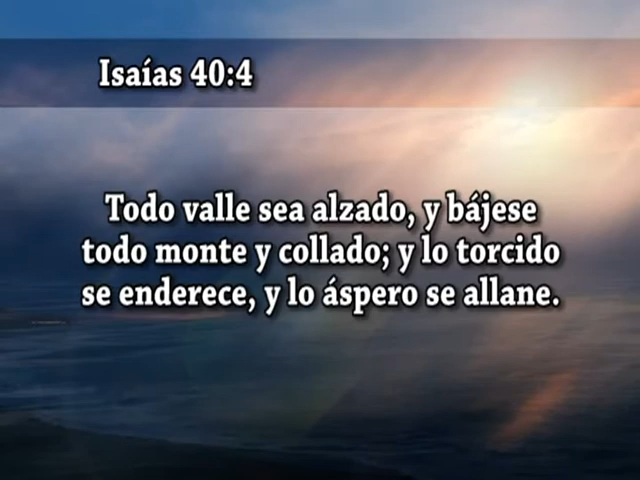 Isaías 40:4
Todo valle sea alzado, y bájese
todo monte y collado; y lo torcido
se enderece, y lo áspero se allane.